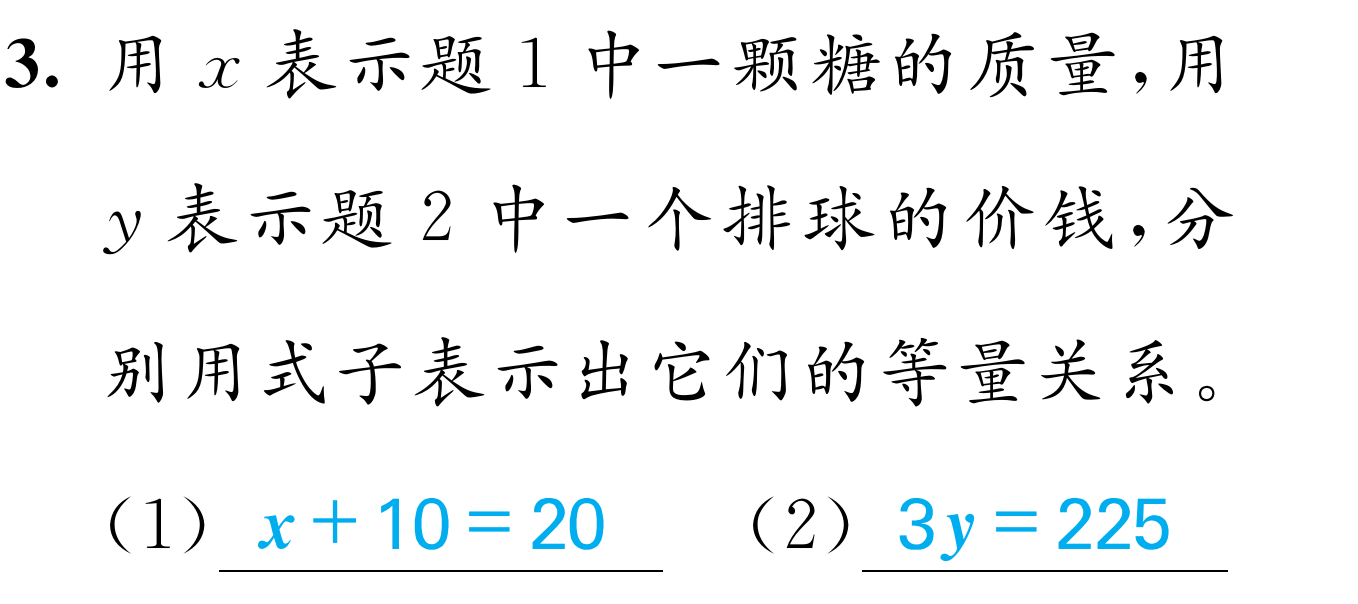 3. 用 x 表示题 1 中一颗糖的质量,用
y 表示题 2 中一个排球的价钱,分
别用式子表示出它们的等量关系。
(1) x + 10 = 20 (2) 3y = 225